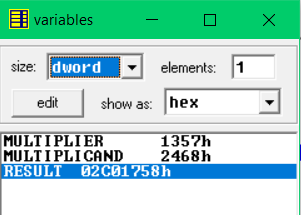 variables
size: dword elements: 1
edit show as: hex
MULTIPLIER 1357h
MULTIPLICAND 2468h
RESULT 02C01758h